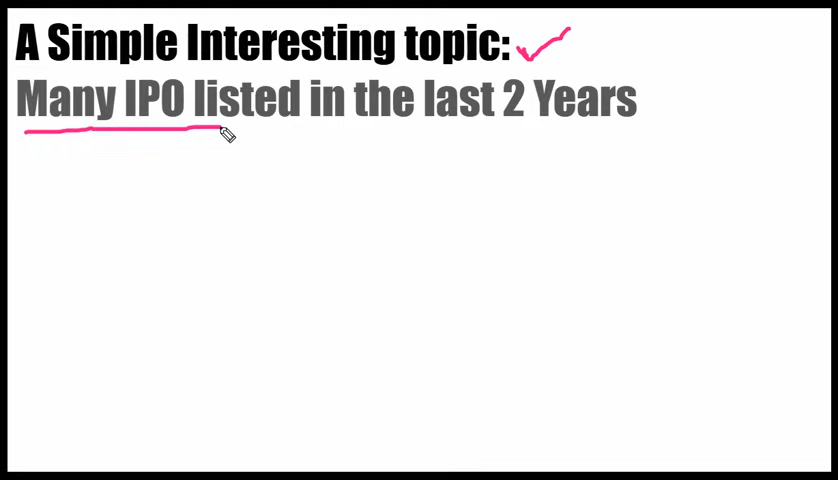 A Simple Interesting topic:
Many IPO listed in the last 2 Years